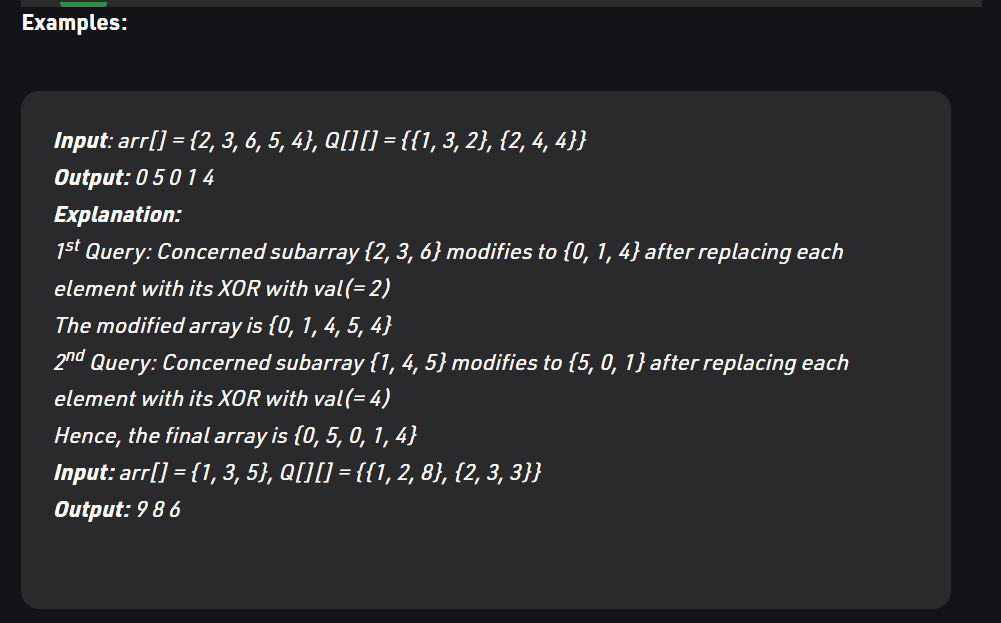 Examples:
Input: arr[] = {2, 3, 6, 5, 4}, Q[][] = {{1, 3, 2}, {2, 4, 4}}
Output: 0 5 0 1 4
Explanation:
1st Query: Concerned subarray {2, 3, 6} modifies to {0, 1, 4} after replacing each
element with its XOR with val(= 2)
The modified array is {0, 1, 4, 5, 4}
2nd Query: Concerned subarray {1, 4, 5} modifies to {5, 0, 1} after replacing each
element with its XOR with val(= 4)
Hence, the final array is {0, 5, 0, 1, 4}
Input: arr[] = {1, 3, 5}, Q[][] = {{1, 2, 8}, {2, 3, 3}}
Output: 9 8 6